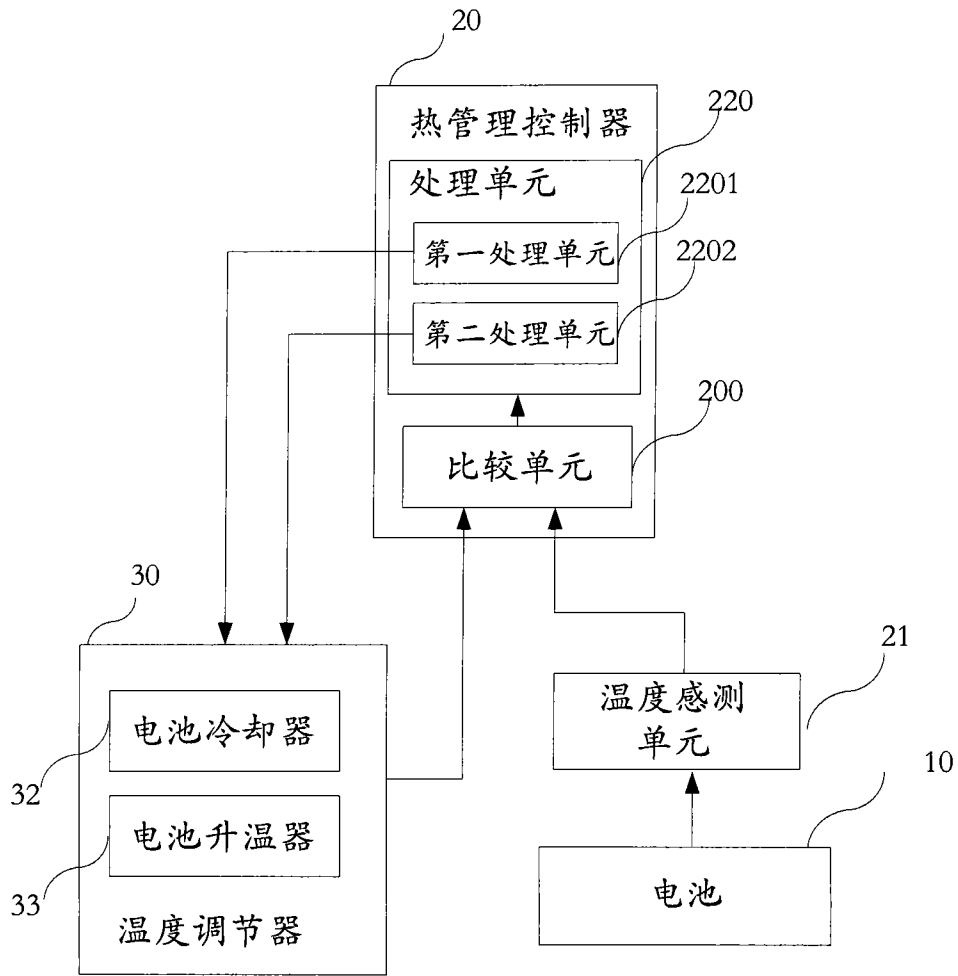 20
热管理控制器
220
处理单元
2201
第一处理单元
2202
第二处理单元
200
比较单元
30
21
温度感测
单元
电池冷却器
32
10
电池升温器
33
电池
温度调节器